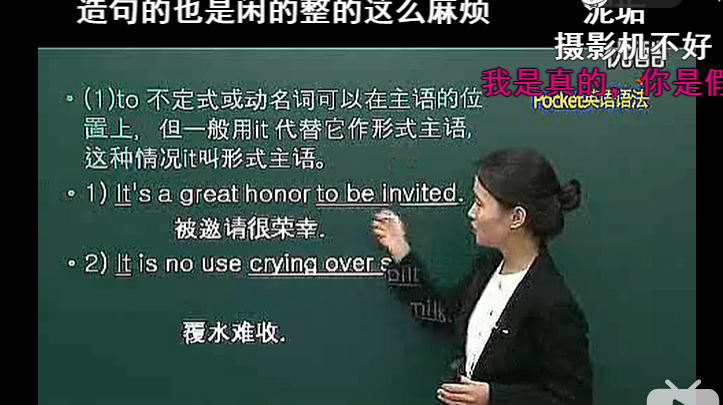 造句的也是闲的整的这么麻烦
泥垢
摄影机不好
我是真的，你是假
Pocket英语语法
• (1)to 不定式或动名词可以在主语的位
置上，但一般用it 代替它作形式主语，
这种情况it叫形式主语。
• 1) It's a great honor to be invited.
被邀请很荣幸.
• 2) It is no use crying over spilt
milk.
覆水难收.